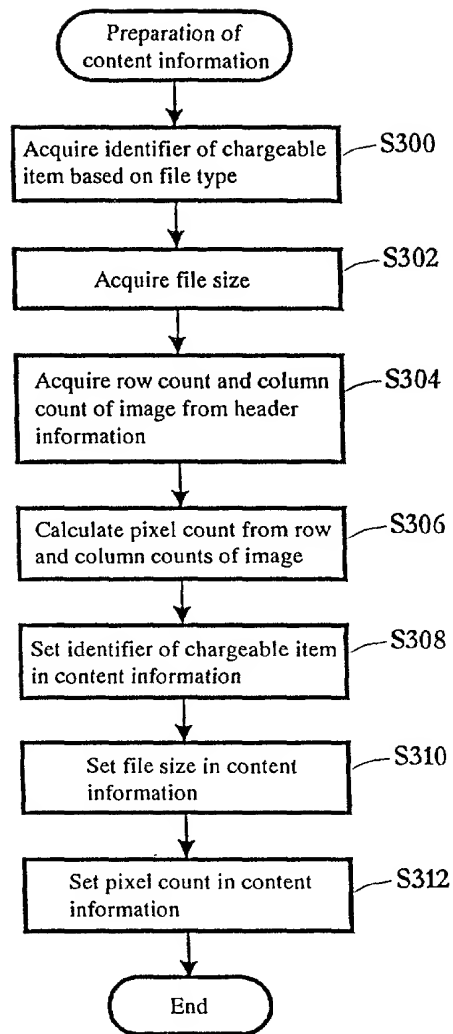 Preparation of
content information
Acquire identifier of chargeable
item based on file type
S300
Acquire file size
S302
Acquire row count and column
count of image from header
information
S304
Calculate pixel count from row
and column counts of image
S306
Set identifier of chargeable item
in content information
S308
Set file size in content
information
S310
Set pixel count in content
information
S312
End